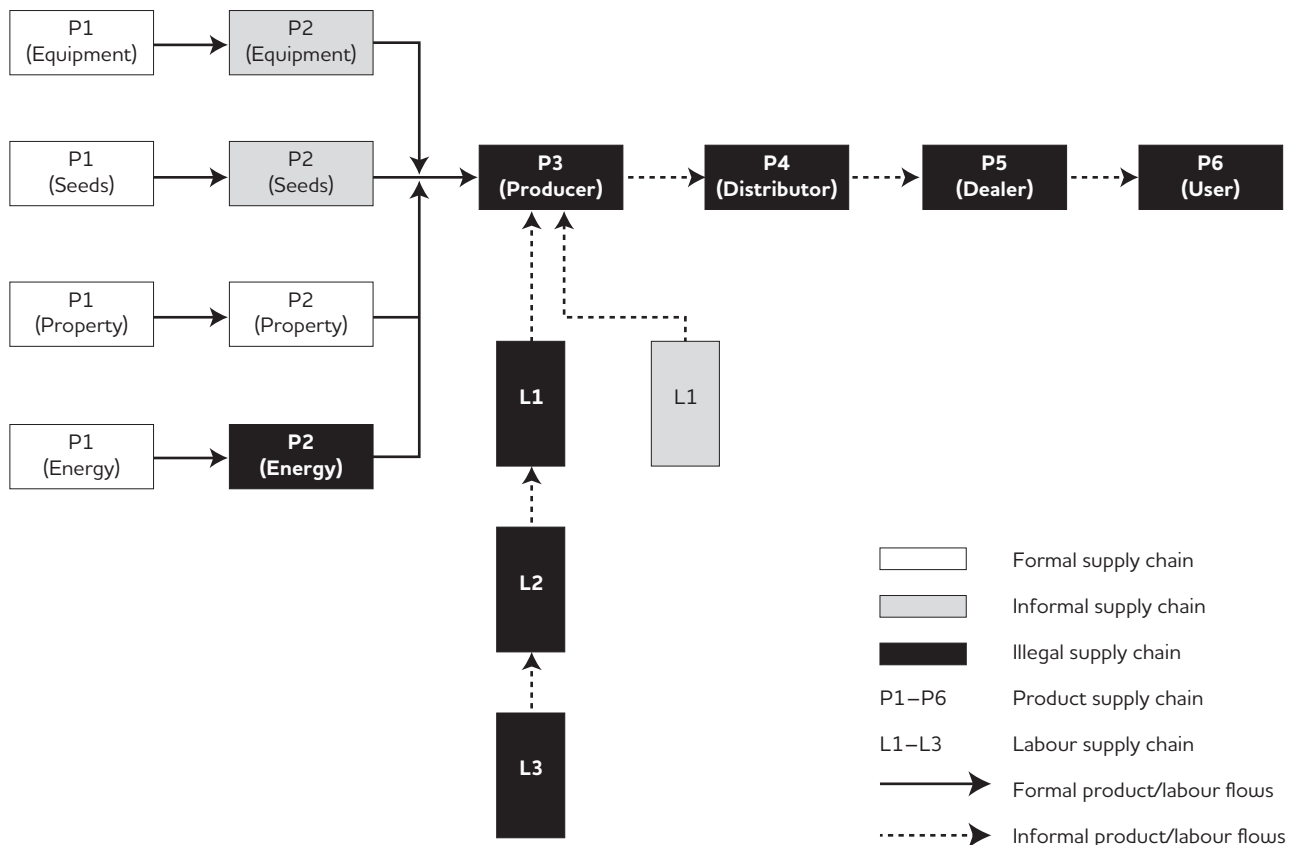 P1
(Equipment)
P2
(Equipment)
P1
(Seeds)
P2
(Seeds)
P3
(Producer)
P4
(Distributor)
P5
(Dealer)
P6
(User)
P1
(Property)
P2
(Property)
L1
L1
P1
(Energy)
P2
(Energy)
L2
L3
Formal supply chain
Informal supply chain
Illegal supply chain
P1–P6 Product supply chain
L1–L3 Labour supply chain
Formal product/labour flows
Informal product/labour flows